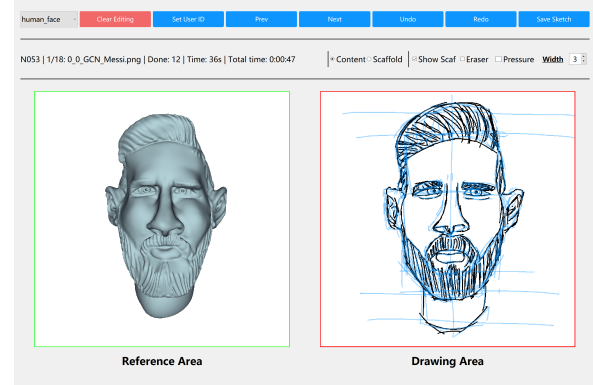 human_face Clear Editing Set User ID Prev Next Undo Redo Save Sketch
N053 | 1/18: 0_0_GCN_Messi.png | Done: 12 | Time: 36s | Total time: 0:00:47 Content Scaffold Show Scaf Eraser Pressure Width 3
Reference Area Drawing Area